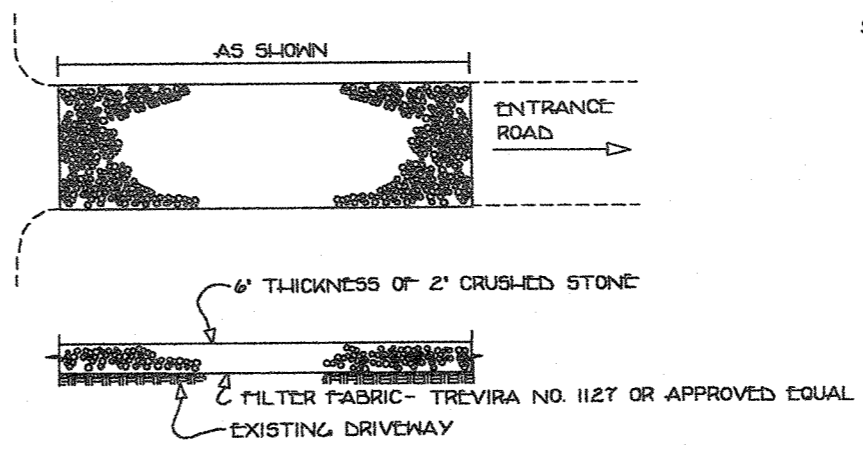 AS SHOWN
ENTRANCE
ROAD
6" THICKNESS OF 2" CRUSHED STONE
FILTER FABRIC- TREVIRA NO. 1127 OR APPROVED EQUAL
EXISTING DRIVEWAY